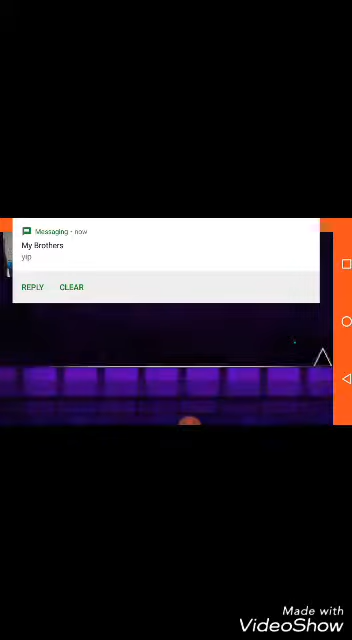 Messaging • now
My Brothers
yip
REPLY CLEAR
Made with
VideoShow